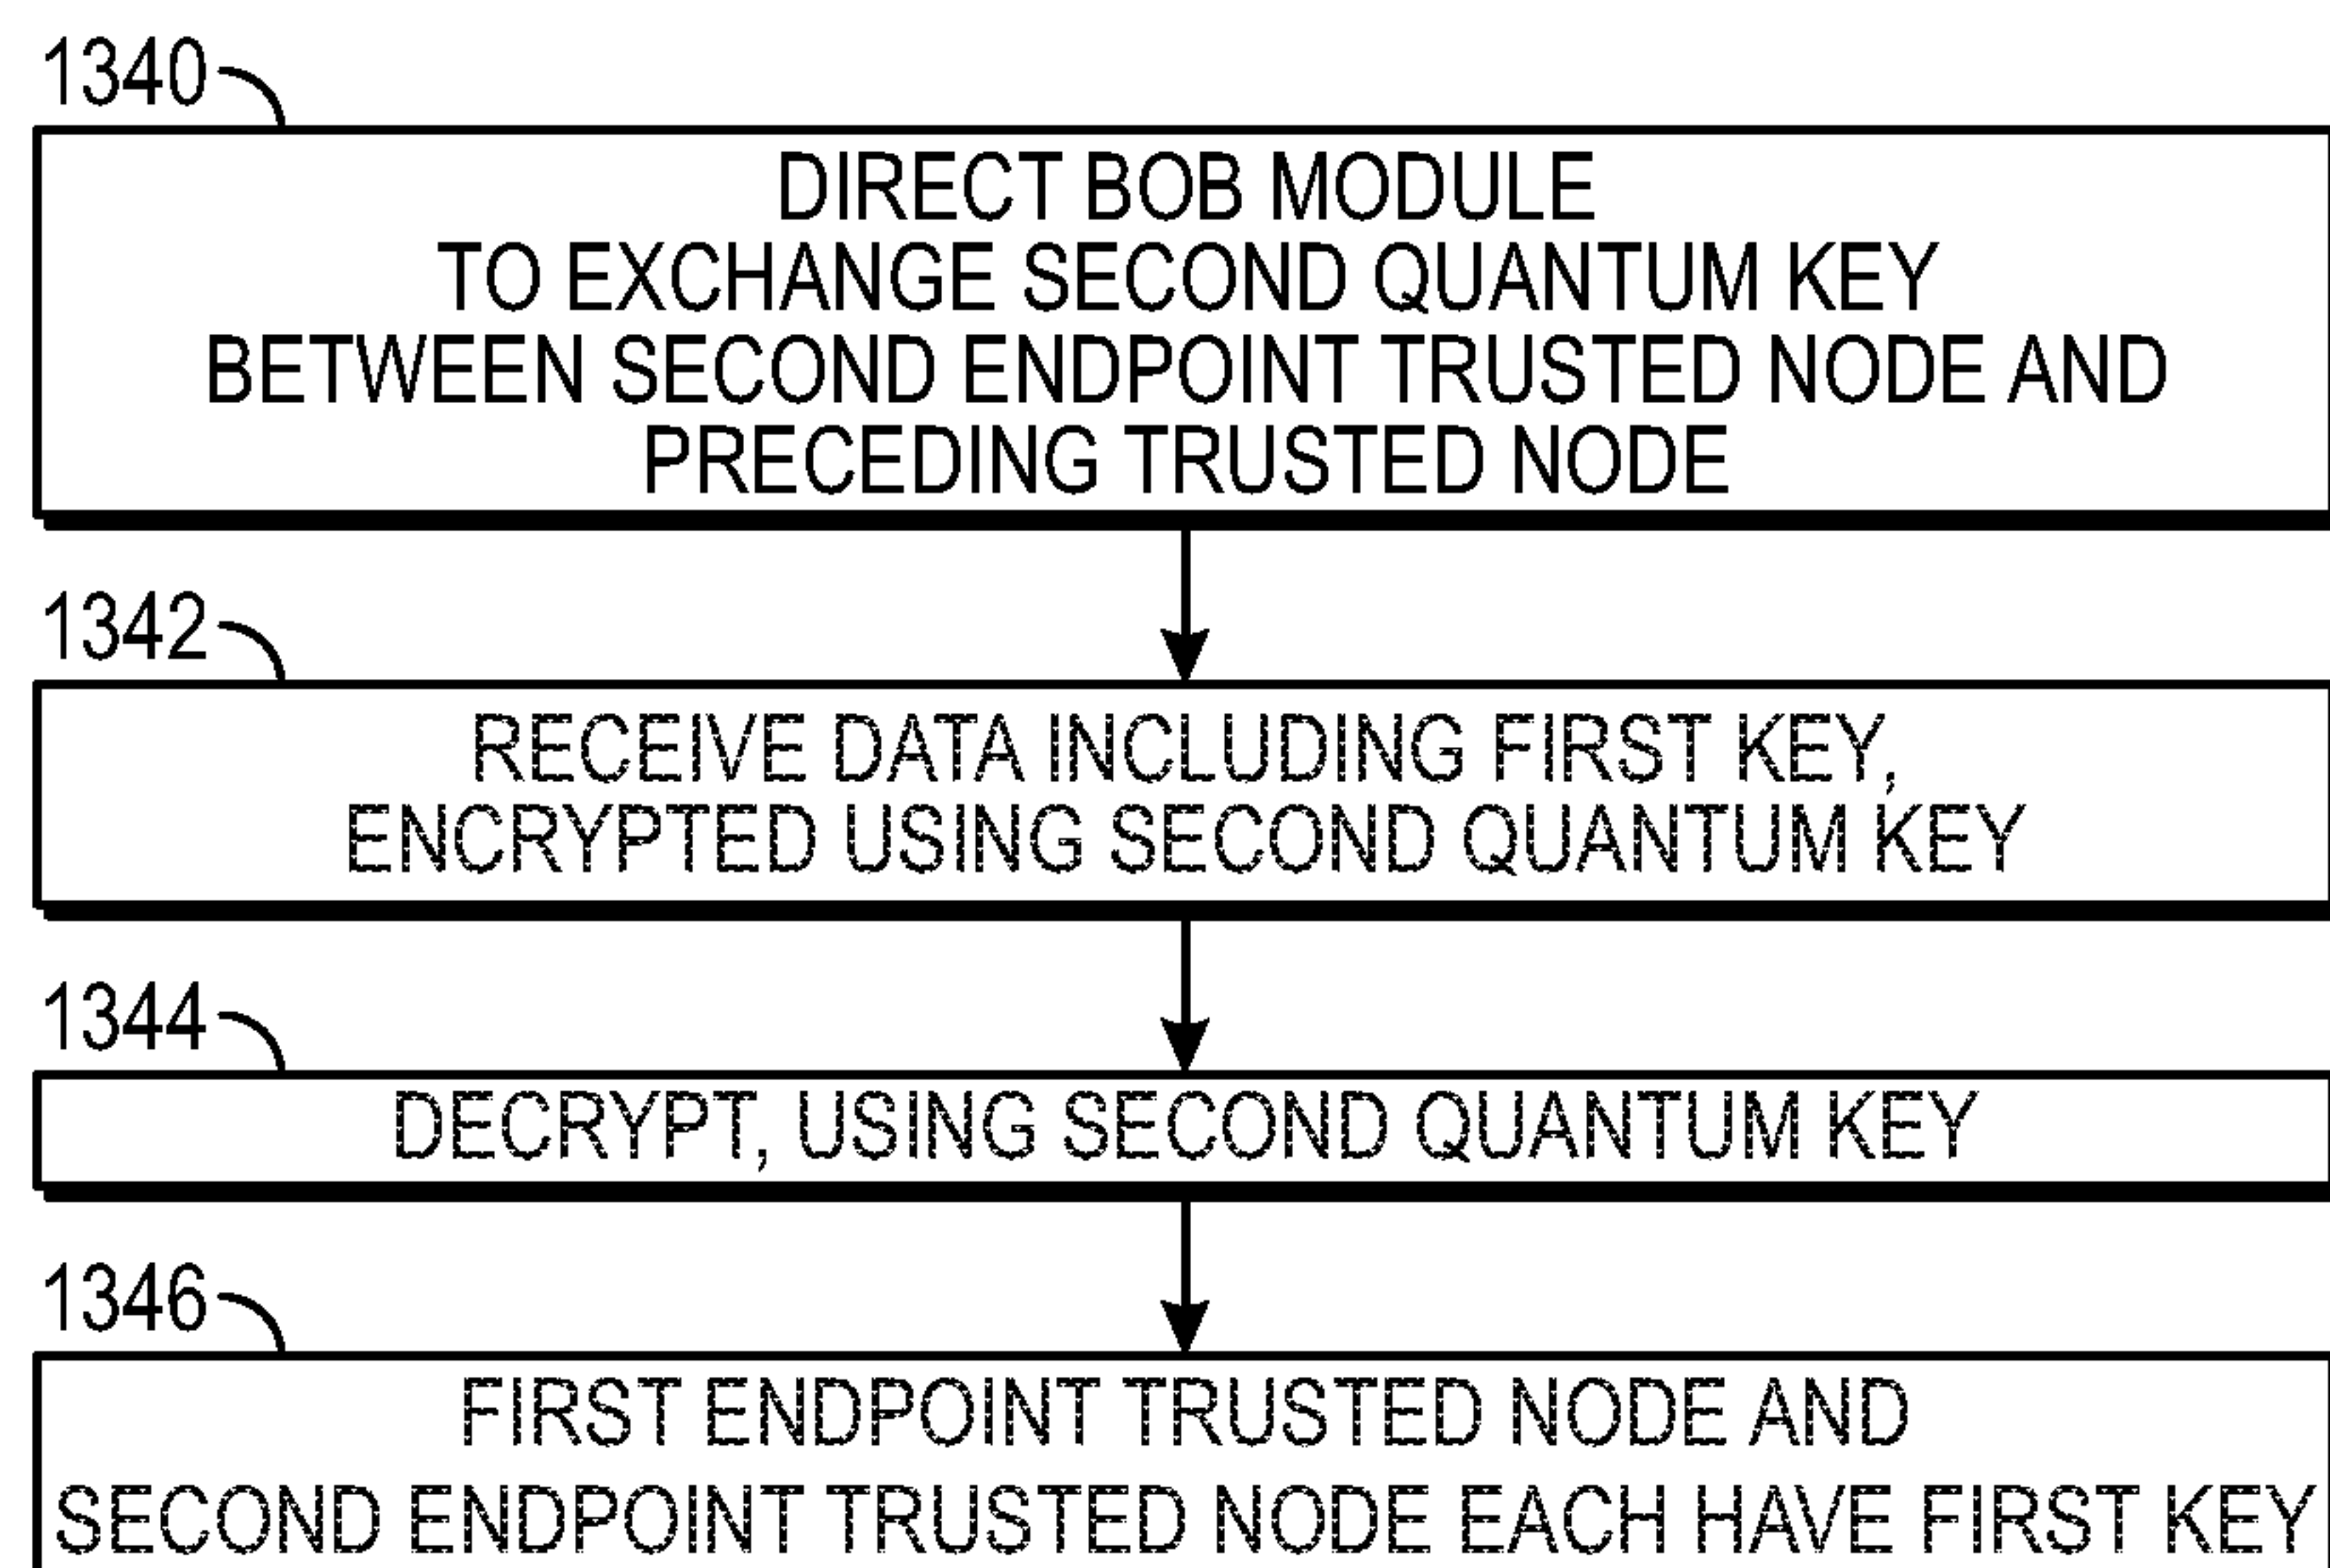 1340
DIRECT BOB MODULE
TO EXCHANGE SECOND QUANTUM KEY
BETWEEN SECOND ENDPOINT TRUSTED NODE AND
PRECEDING TRUSTED NODE
1342
RECEIVE DATA INCLUDING FIRST KEY,
ENCRYPTED USING SECOND QUANTUM KEY
1344
DECRYPT, USING SECOND QUANTUM KEY
1346
FIRST ENDPOINT TRUSTED NODE AND
SECOND ENDPOINT TRUSTED NODE EACH HAVE FIRST KEY